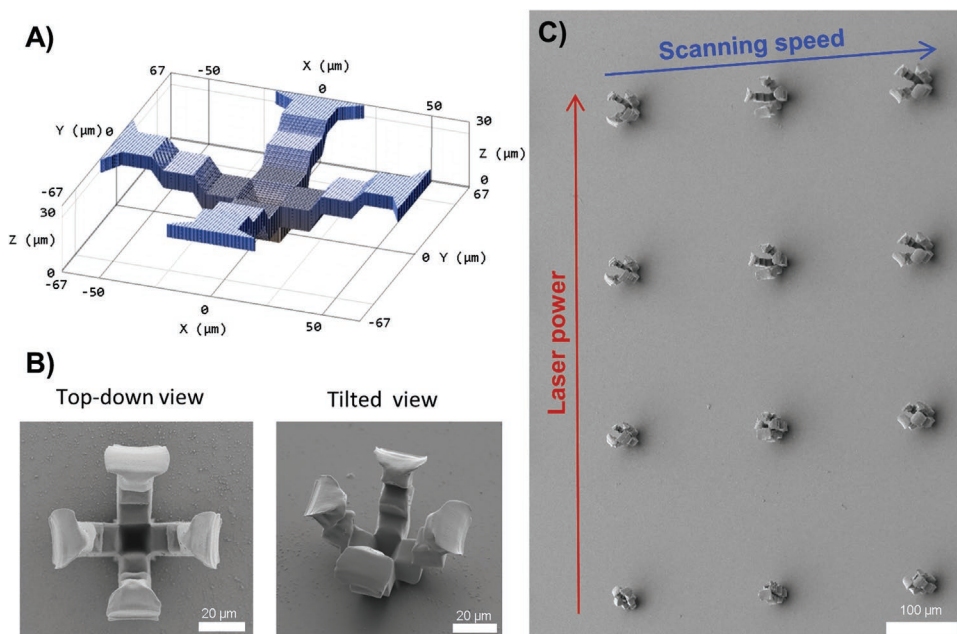 A)
X (µm)
67
-50
0
50
30
Y (µm) 0
Z (µm)
-67
0
67
30
Z (µm)
0 Y (µm)
0
-67
-50
0
50
-67
X (µm)
B)
Top-down view
Tilted view
20 µm
20 µm
C)
Scanning speed
Laser power
100 µm